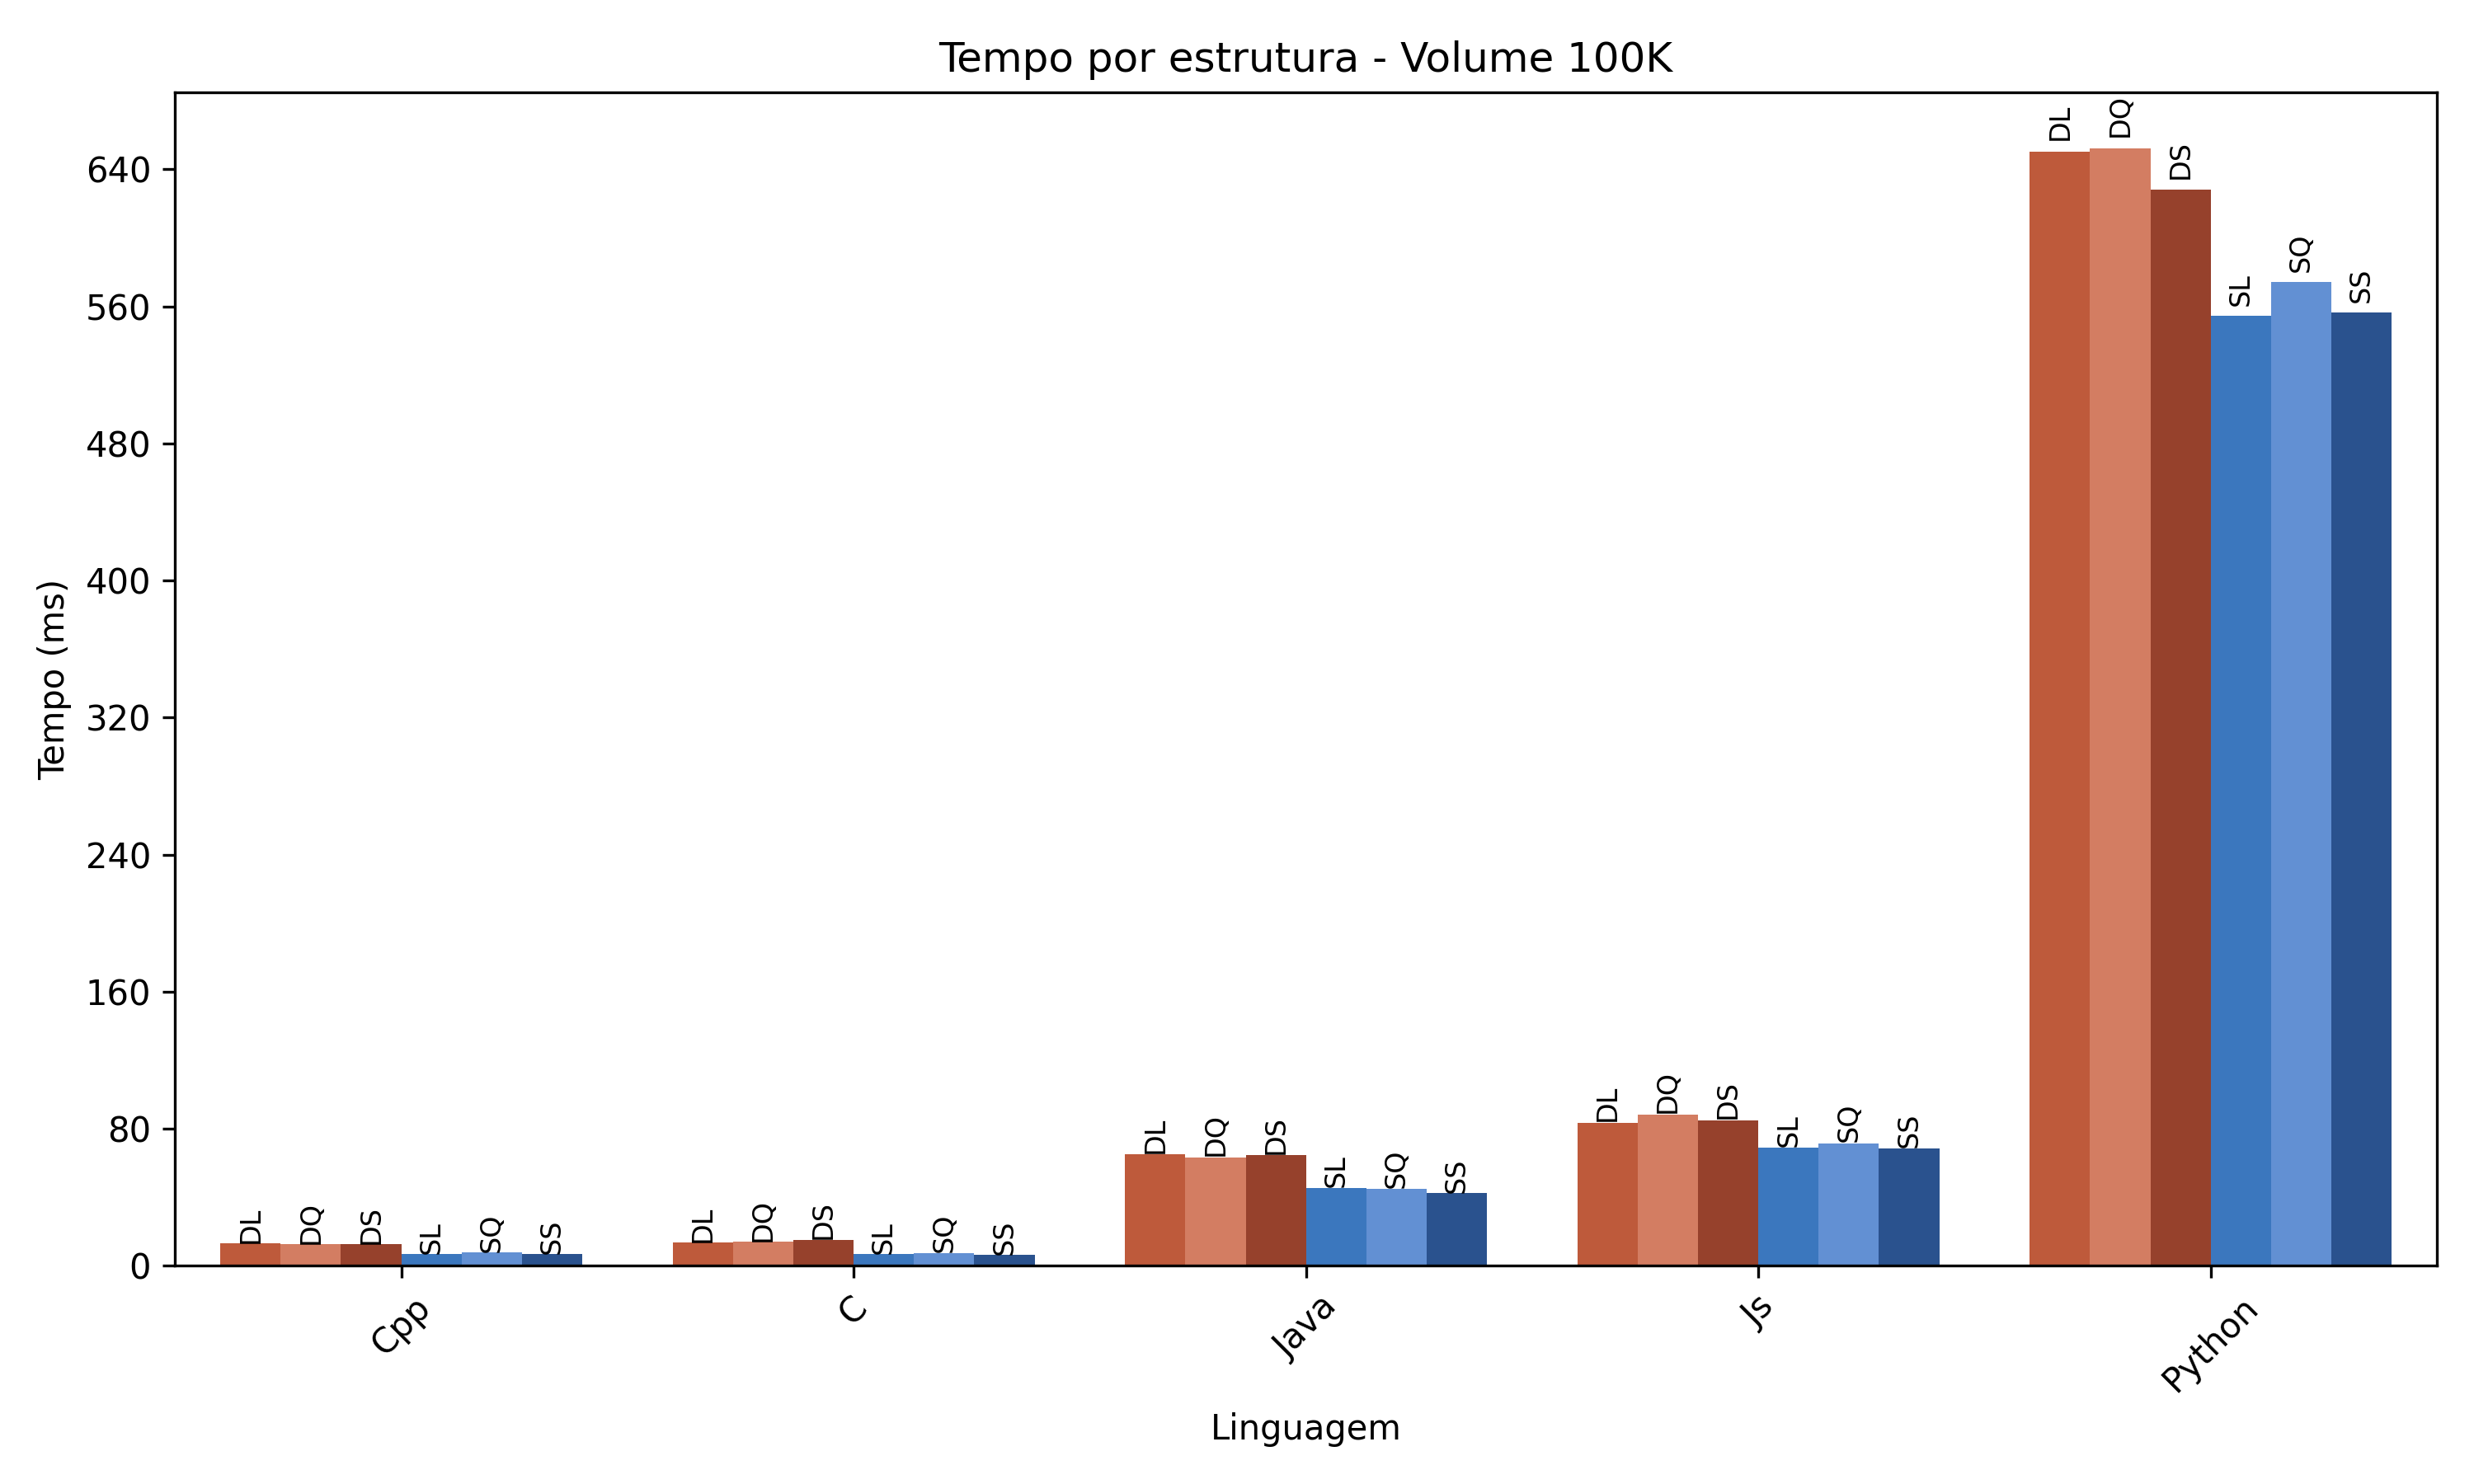 Tempo por estrutura - Volume 100K
Tempo (ms)
640
560
480
400
320
240
160
80
0
DL DQ DS SL SQ SS
DL DQ DS SL SQ SS
DL DQ DS SL SQ SS
DL DQ DS SL SQ SS
DL DQ DS SL SQ SS
Cpp C Java Js Python
Linguagem